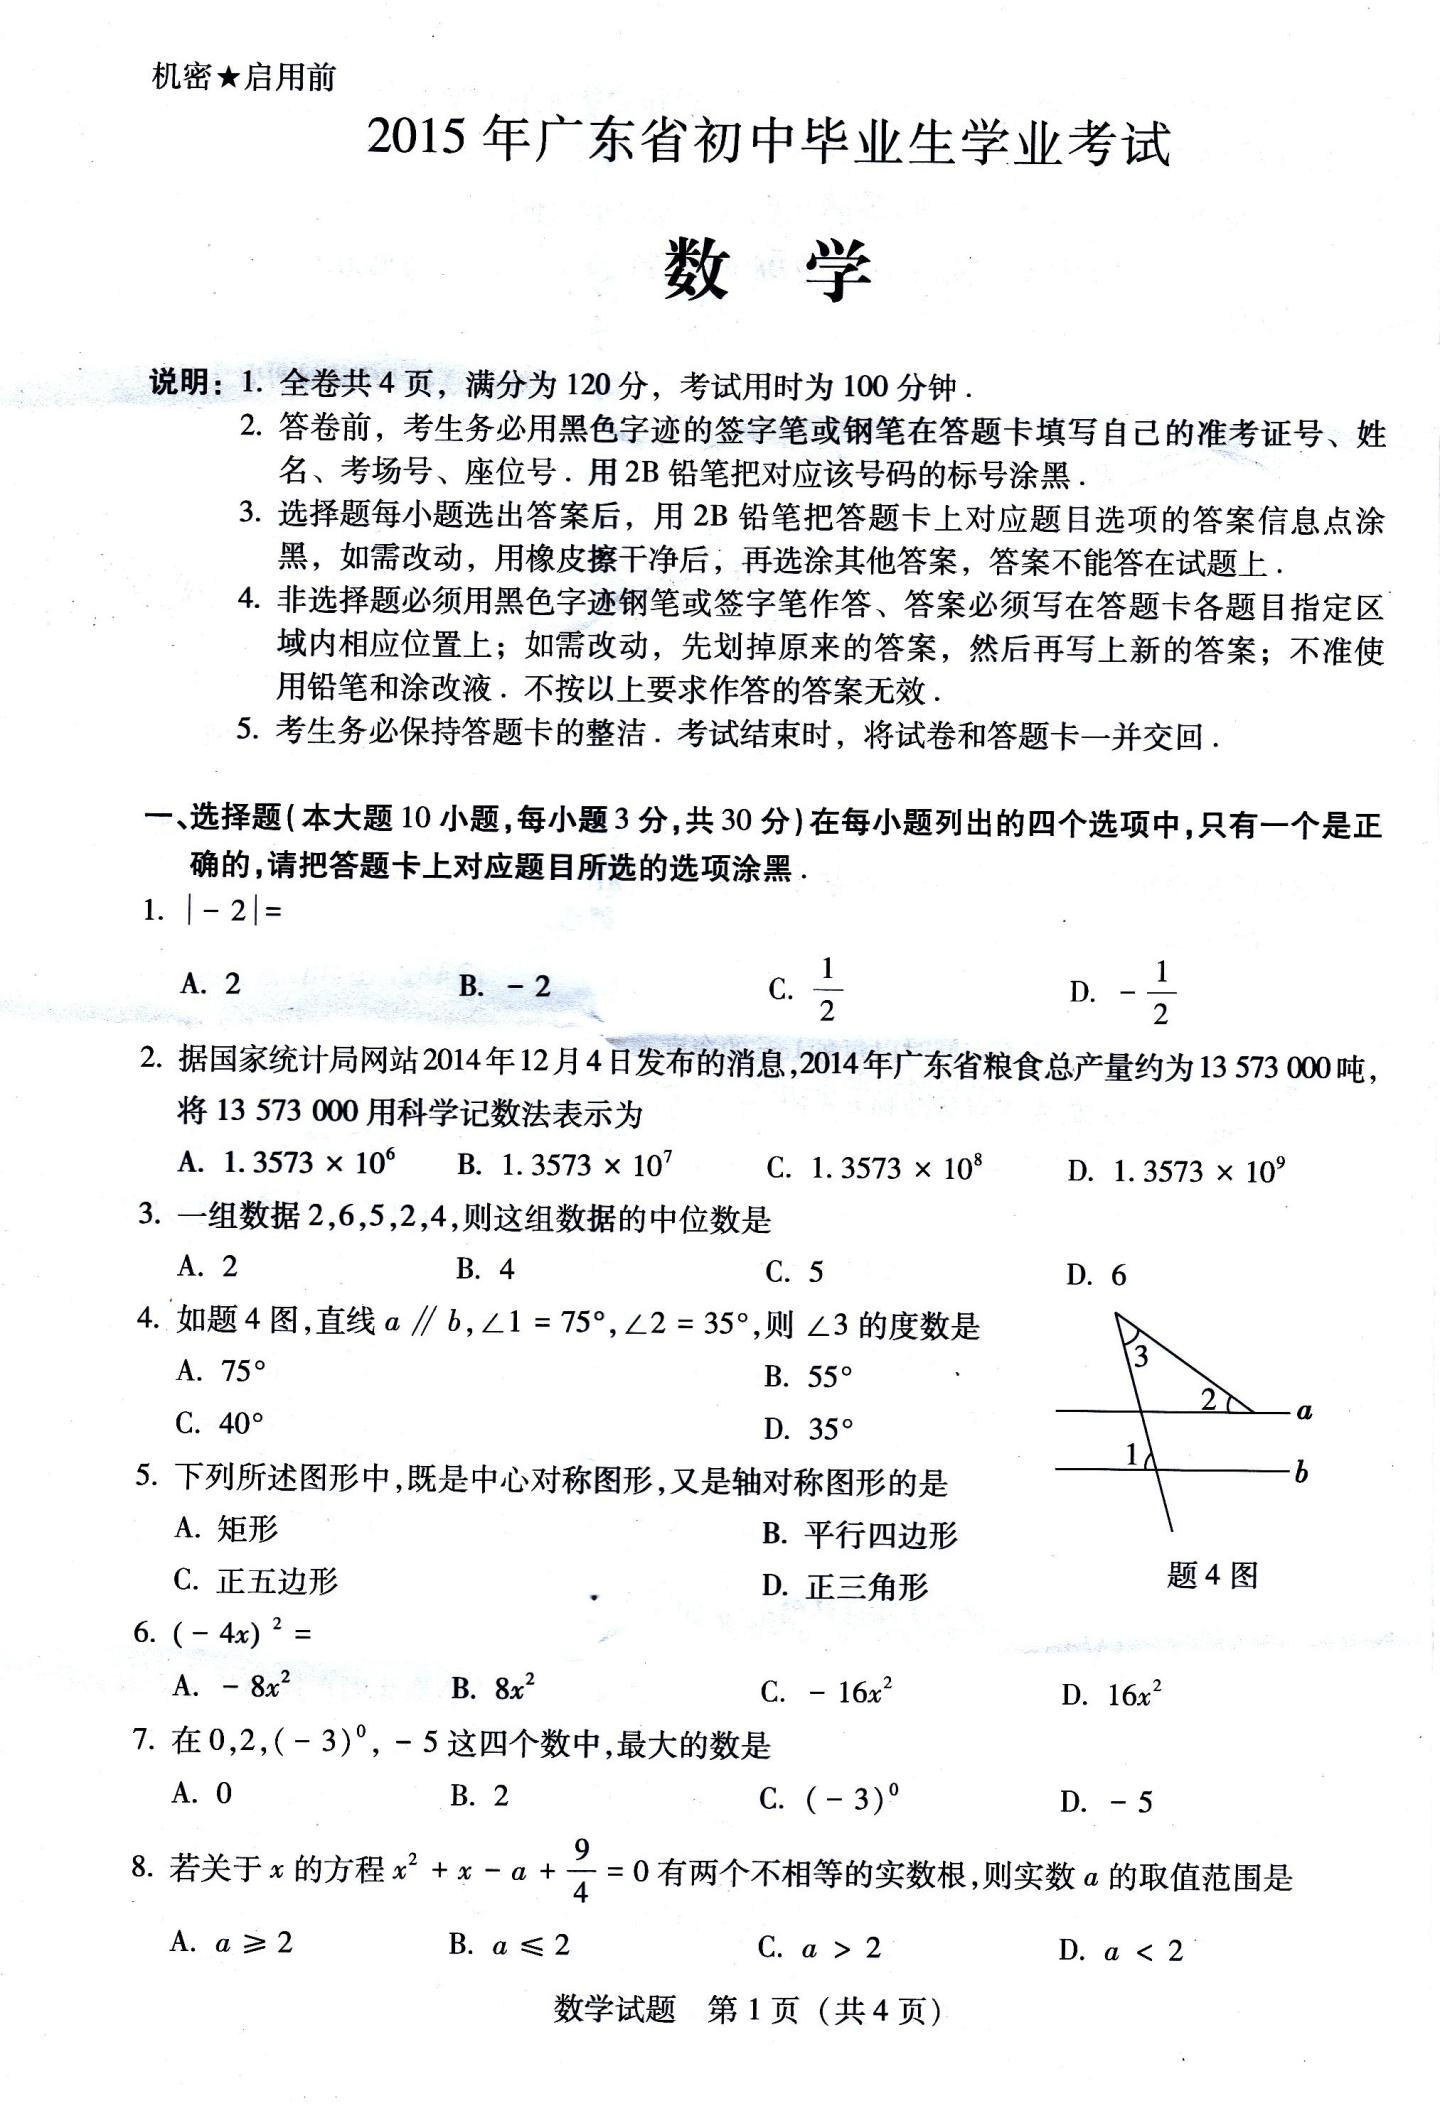 机密★启用前
2015 年广东省初中毕业生学业考试
数 学
说明：1. 全卷共 4 页，满分为 120 分，考试用时为 100 分钟．
2. 答卷前，考生务必用黑色字迹的签字笔或钢笔在答题卡填写自己的准考证号、姓
名、考场号、座位号．用 2B 铅笔把对应该号码的标号涂黑．
3. 选择题每小题选出答案后，用 2B 铅笔把答题卡上对应题目选项的答案信息点涂
黑，如需改动，用橡皮擦干净后，再选涂其他答案，答案不能答在试题上．
4. 非选择题必须用黑色字迹钢笔或签字笔作答、答案必须写在答题卡各题目指定区
域内相应位置上；如需改动，先划掉原来的答案，然后再写上新的答案；不准使
用铅笔和涂改液．不按以上要求作答的答案无效．
5. 考生务必保持答题卡的整洁．考试结束时，将试卷和答题卡一并交回．
一、选择题(本大题 10 小题,每小题 3 分,共 30 分)在每小题列出的四个选项中,只有一个是正
确的,请把答题卡上对应题目所选的选项涂黑．
1. |－2|=
A. 2 B. －2 C. 1/2 D. －1/2
2. 据国家统计局网站2014年12月4日发布的消息,2014年广东省粮食总产量约为13 573 000吨,
将 13 573 000 用科学记数法表示为
A. 1.3573 × 10⁶ B. 1.3573 × 10⁷ C. 1.3573 × 10⁸ D. 1.3573 × 10⁹
3. 一组数据 2,6,5,2,4,则这组数据的中位数是
A. 2 B. 4 C. 5 D. 6
4. 如题 4 图,直线 a ∥ b,∠1 = 75°,∠2 = 35°,则 ∠3 的度数是
A. 75° B. 55°
C. 40° D. 35°
3
2
a
1
b
题 4 图
5. 下列所述图形中,既是中心对称图形,又是轴对称图形的是
A. 矩形 B. 平行四边形
C. 正五边形 D. 正三角形
6. (－4x)² =
A. －8x² B. 8x² C. －16x² D. 16x²
7. 在 0,2,(－3)⁰,－5 这四个数中,最大的数是
A. 0 B. 2 C. (－3)⁰ D. －5
8. 若关于 x 的方程 x² + x － a + 9/4 = 0 有两个不相等的实数根,则实数 a 的取值范围是
A. a ⩾ 2 B. a ⩽ 2 C. a > 2 D. a < 2
数学试题 第 1 页（共 4 页）